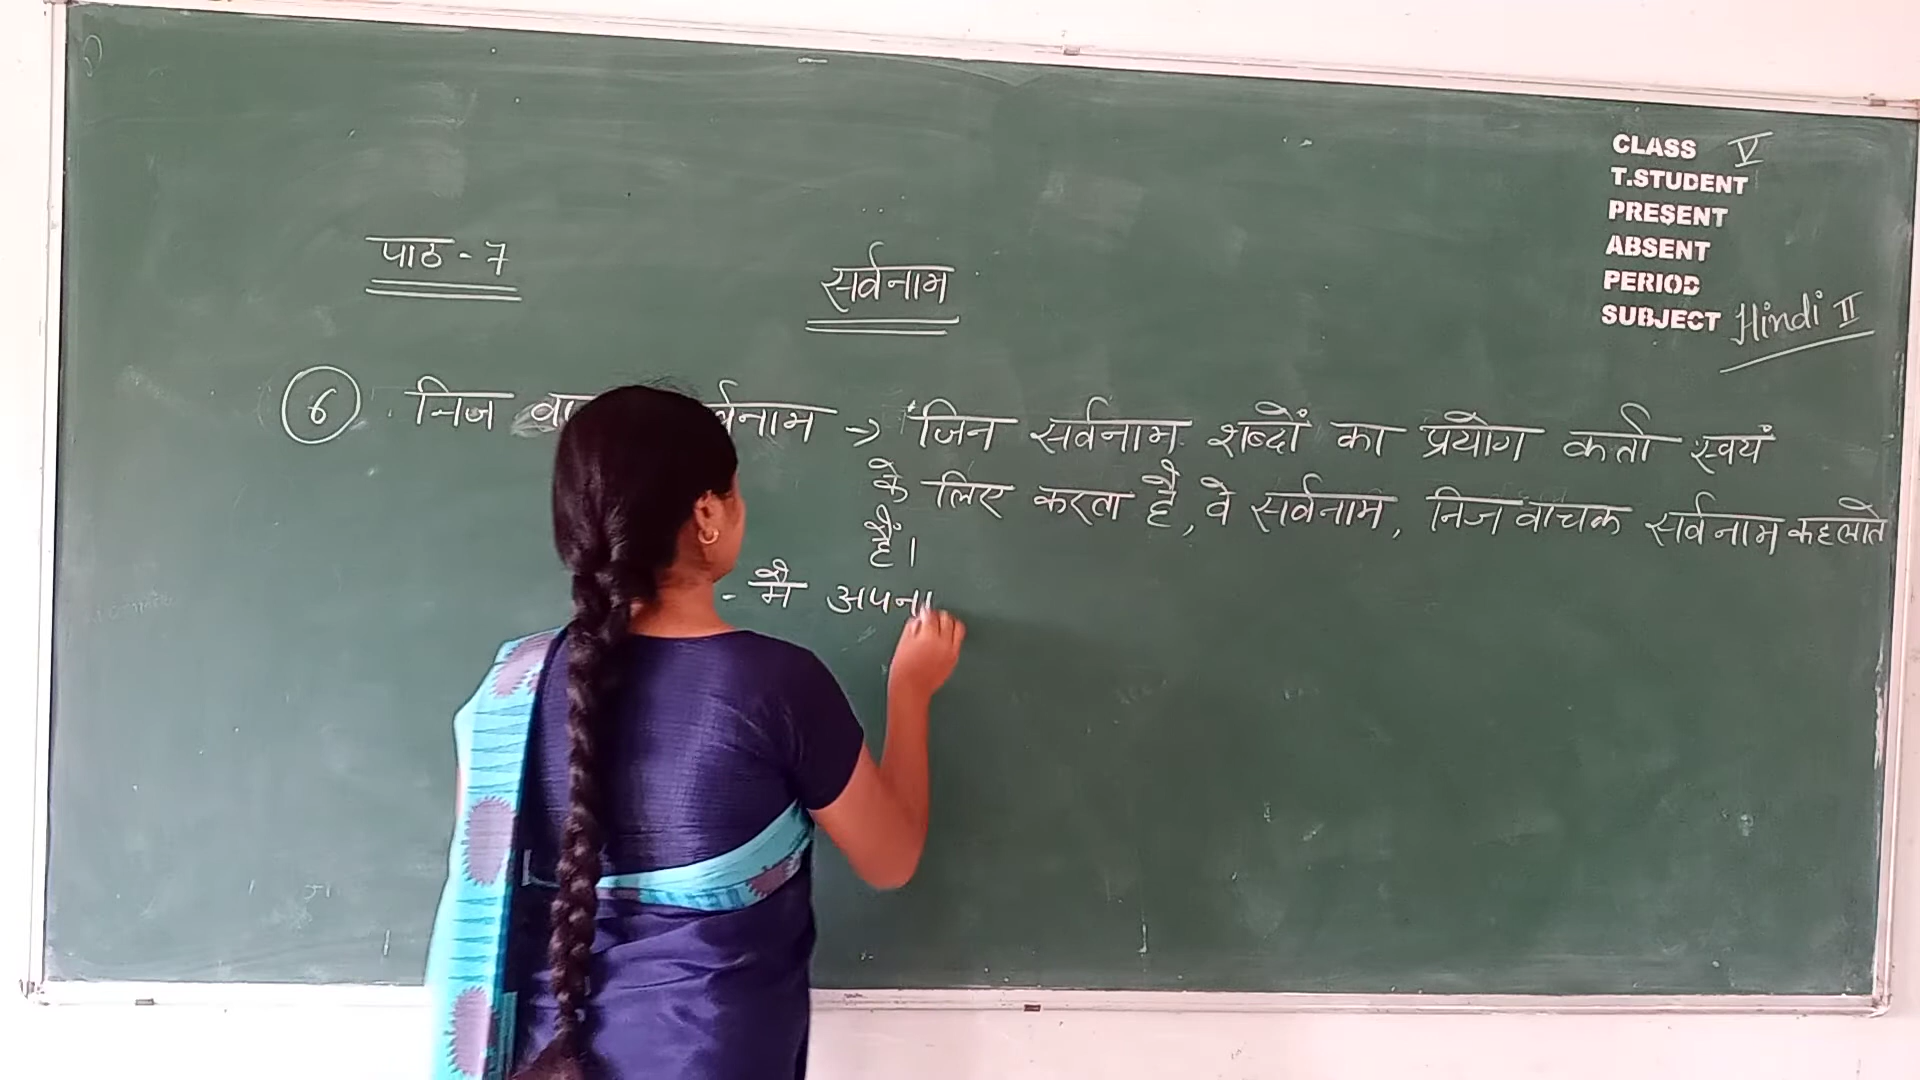 CLASS V
T.STUDENT
PRESENT
ABSENT
PERIOD
SUBJECT Hindi II
पाठ - 7
सर्वनाम
6 निज वा र्वनाम → जिन सर्वनाम शब्दों का प्रयोग कर्ता स्वयं
के लिए करता है, वे सर्वनाम, निज वाचक सर्वनाम कहलाते
हैं।
- मैं अपना